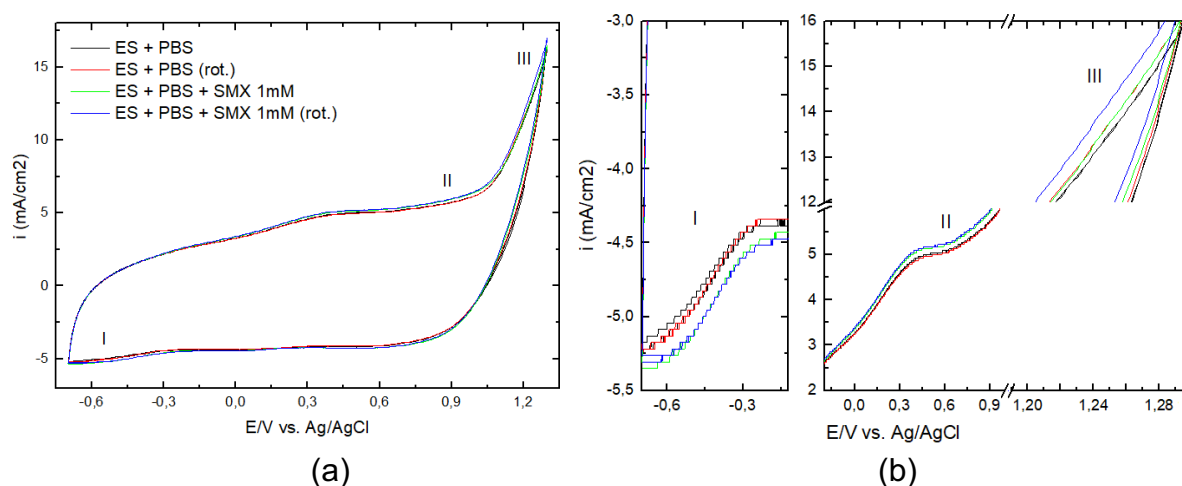 ES + PBS
ES + PBS (rot.)
ES + PBS + SMX 1mM
ES + PBS + SMX 1mM (rot.)
I
II
III
i (mA/cm2)
15
10
5
0
-5
-0,6 -0,3 0,0 0,3 0,6 0,9 1,2
E/V vs. Ag/AgCl
(a)
i (mA/cm2)
-3,0
-3,5
-4,0
-4,5
-5,0
-5,5
I
-0,6 -0,3
16
15
14
13
12
5
4
3
2
III
II
0,0 0,3 0,6 0,9 1,20 1,24 1,28
E/V vs. Ag/AgCl
(b)